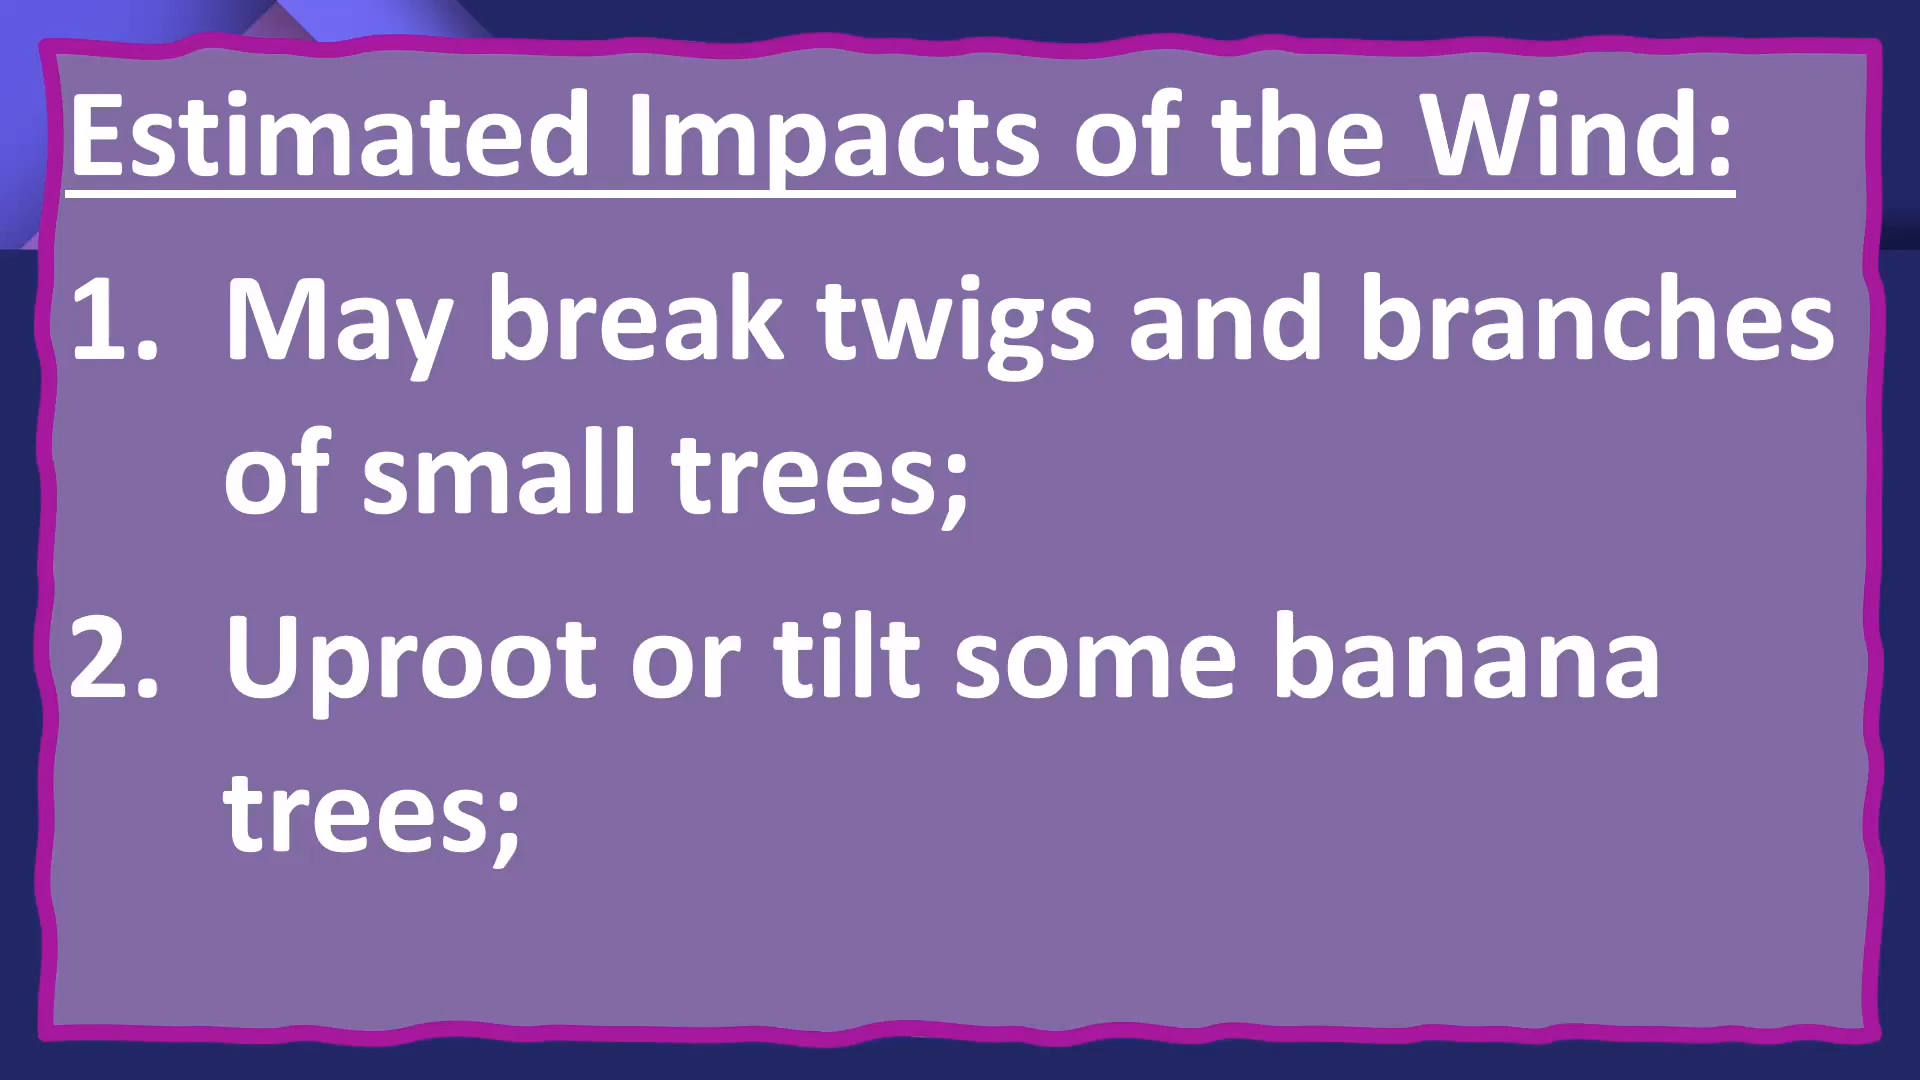 Estimated Impacts of the Wind:
1. May break twigs and branches
of small trees;
2. Uproot or tilt some banana
trees;